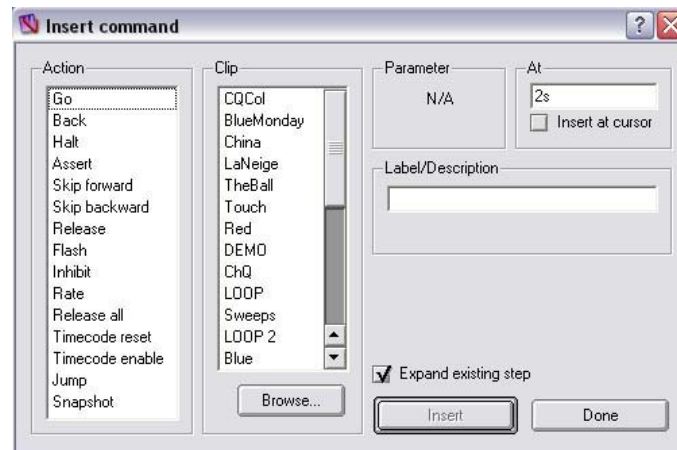 Insert command
Action
Go
Back
Halt
Assert
Skip forward
Skip backward
Release
Flash
Inhibit
Rate
Release all
Timecode reset
Timecode enable
Jump
Snapshot
Clip
CQCol
BlueMonday
China
LaNeige
TheBall
Touch
Red
DEMO
ChQ
LOOP
Sweeps
LOOP 2
Blue
Browse...
Parameter
N/A
At
2s
Insert at cursor
Label/Description
Expand existing step
Insert
Done